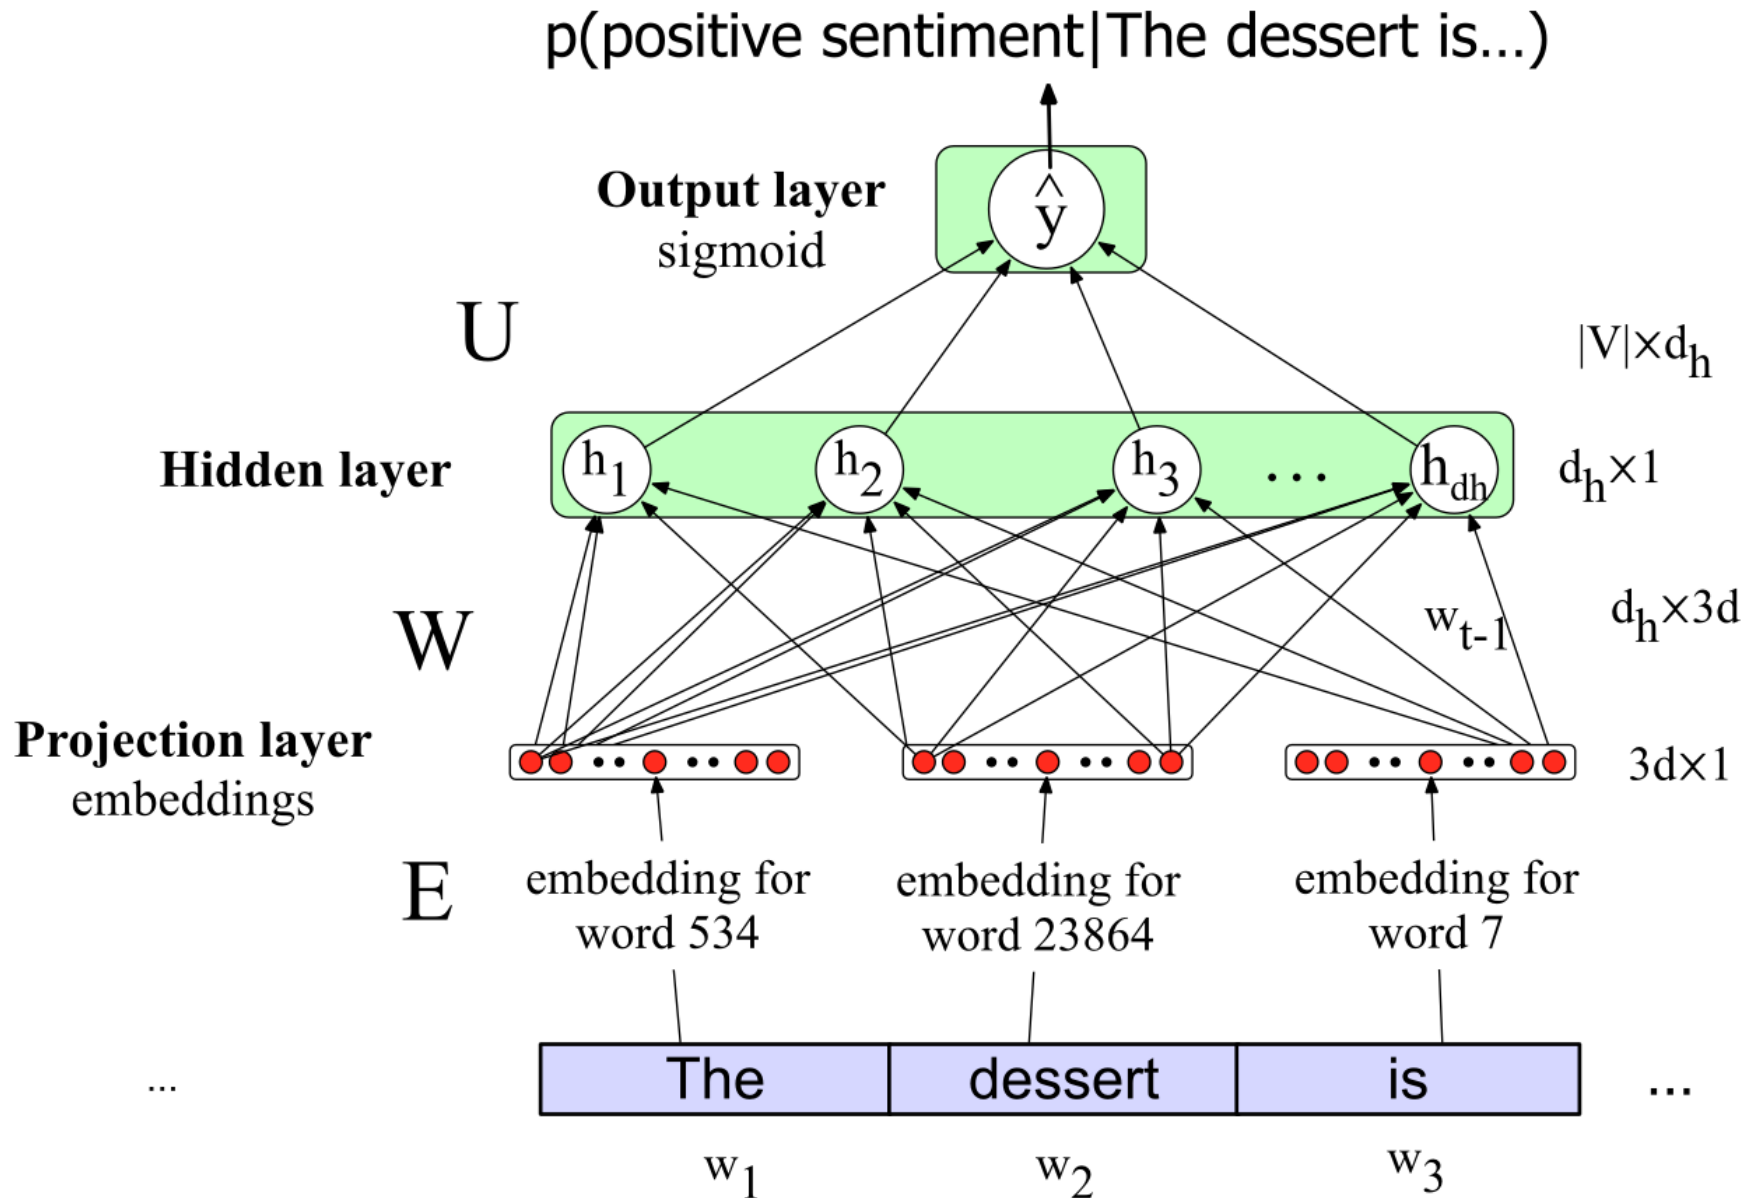 p(positive sentiment|The dessert is...)
Output layer
sigmoid
ŷ
U
|V|×dh
Hidden layer
h1
h2
h3
...
hdh
dh×1
W
wt-1
dh×3d
Projection layer
embeddings
3d×1
E
embedding for
word 534
embedding for
word 23864
embedding for
word 7
...
The
dessert
is
...
w1
w2
w3